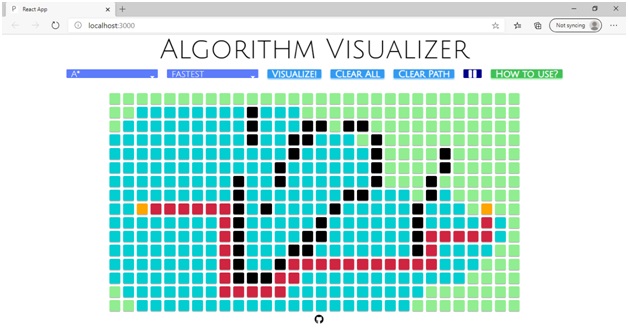 React App
localhost:3000
Not syncing
ALGORITHM VISUALIZER
A* FASTEST VISUALIZE! CLEAR ALL CLEAR PATH HOW TO USE?